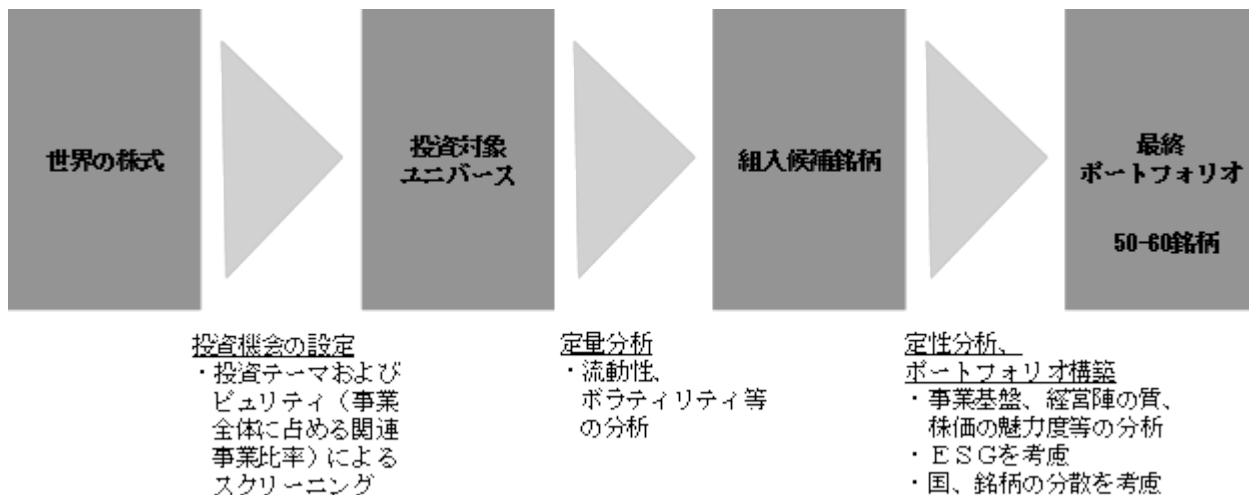 世界の株式
投資対象
ユニバース
組入候補銘柄
最終
ポートフォリオ
50-60銘柄
投資機会の設定
・投資テーマおよび
ピュリティ（事業
全体に占める関連
事業比率）による
スクリーニング
定量分析
・流動性、
ボラティリティ等
の分析
定性分析、
ポートフォリオ構築
・事業基盤、経営陣の質、
株価の魅力度等の分析
・ＥＳＧを考慮
・国、銘柄の分散を考慮